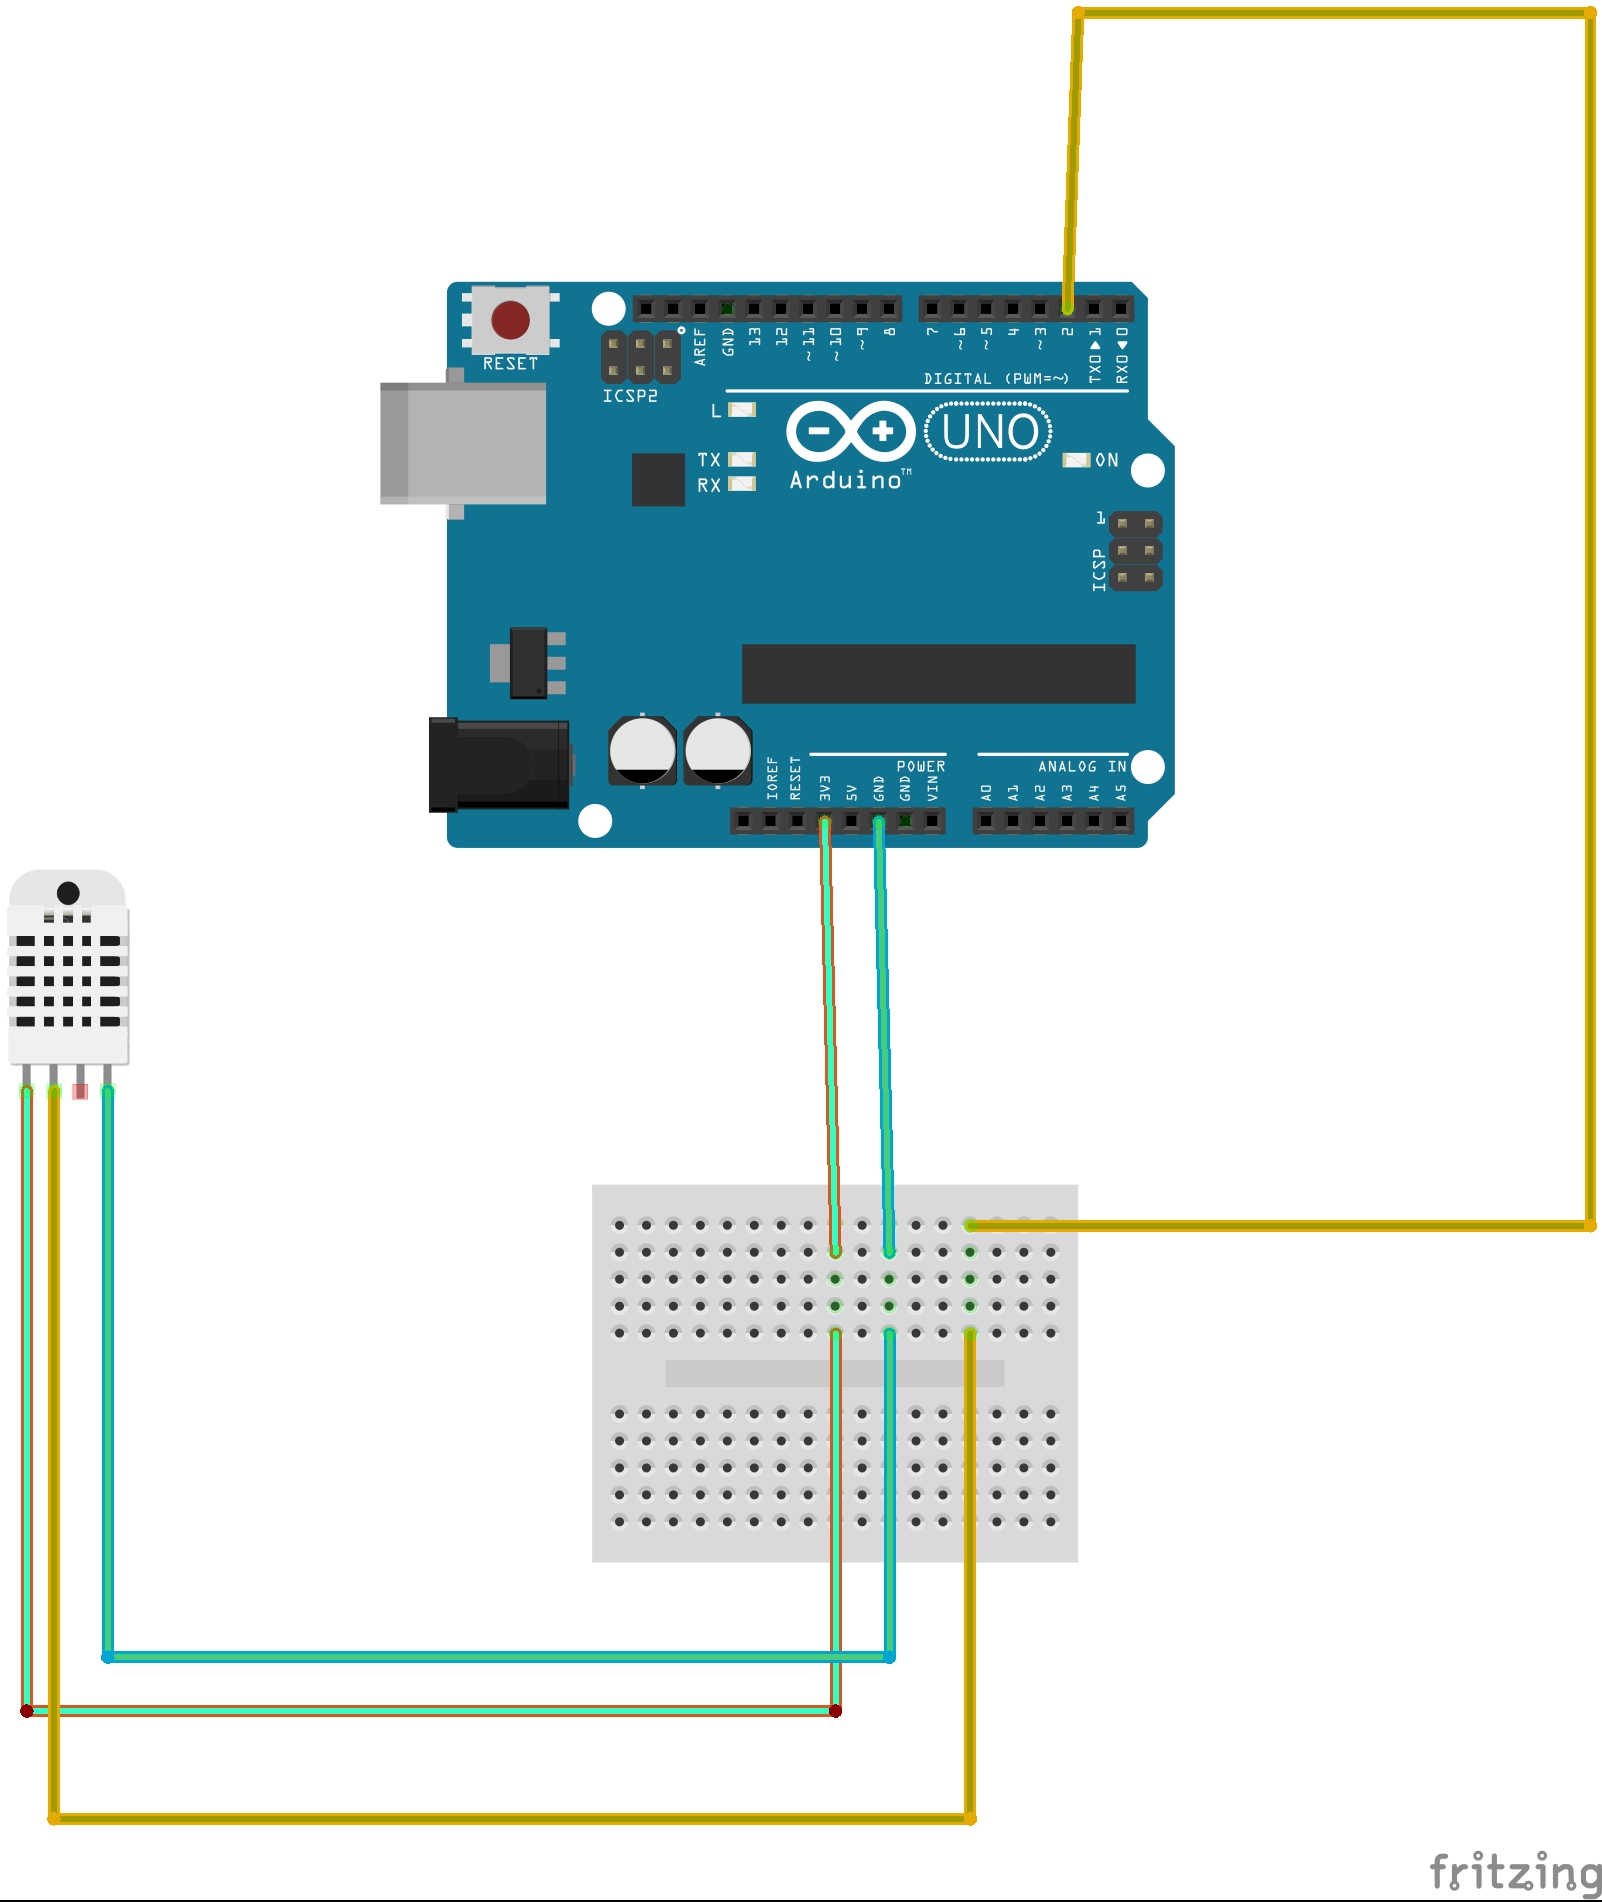 RESET
ICSP2
AREF
GND
13
12
~11
~10
~9
8
7
~6
~5
4
~3
2
TX0▶1
RX0◀0
DIGITAL (PWM=~)
L
TX
RX
Arduino™
UNO
ON
1
ICSP
POWER
ANALOG IN
IOREF
RESET
3V3
5V
GND
GND
VIN
A0
A1
A2
A3
A4
A5
fritzing